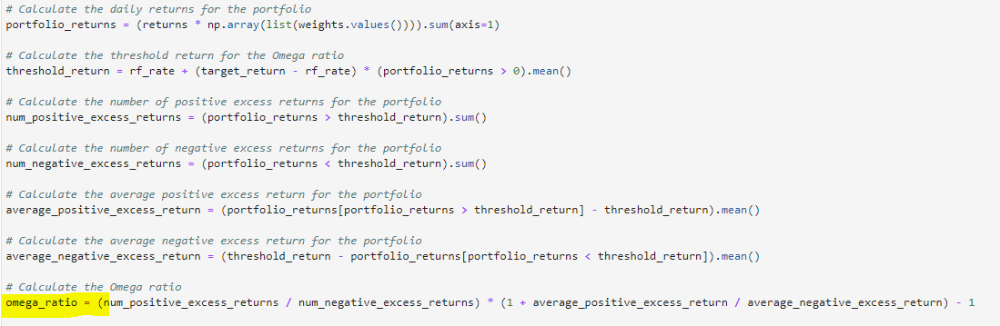 # Calculate the daily returns for the portfolio
portfolio_returns = (returns * np.array(list(weights.values()))).sum(axis=1)
# Calculate the threshold return for the Omega ratio
threshold_return = rf_rate + (target_return - rf_rate) * (portfolio_returns > 0).mean()
# Calculate the number of positive excess returns for the portfolio
num_positive_excess_returns = (portfolio_returns > threshold_return).sum()
# Calculate the number of negative excess returns for the portfolio
num_negative_excess_returns = (portfolio_returns < threshold_return).sum()
# Calculate the average positive excess return for the portfolio
average_positive_excess_return = (portfolio_returns[portfolio_returns > threshold_return] - threshold_return).mean()
# Calculate the average negative excess return for the portfolio
average_negative_excess_return = (threshold_return - portfolio_returns[portfolio_returns < threshold_return]).mean()
# Calculate the Omega ratio
omega_ratio = (num_positive_excess_returns / num_negative_excess_returns) * (1 + average_positive_excess_return / average_negative_excess_return) - 1